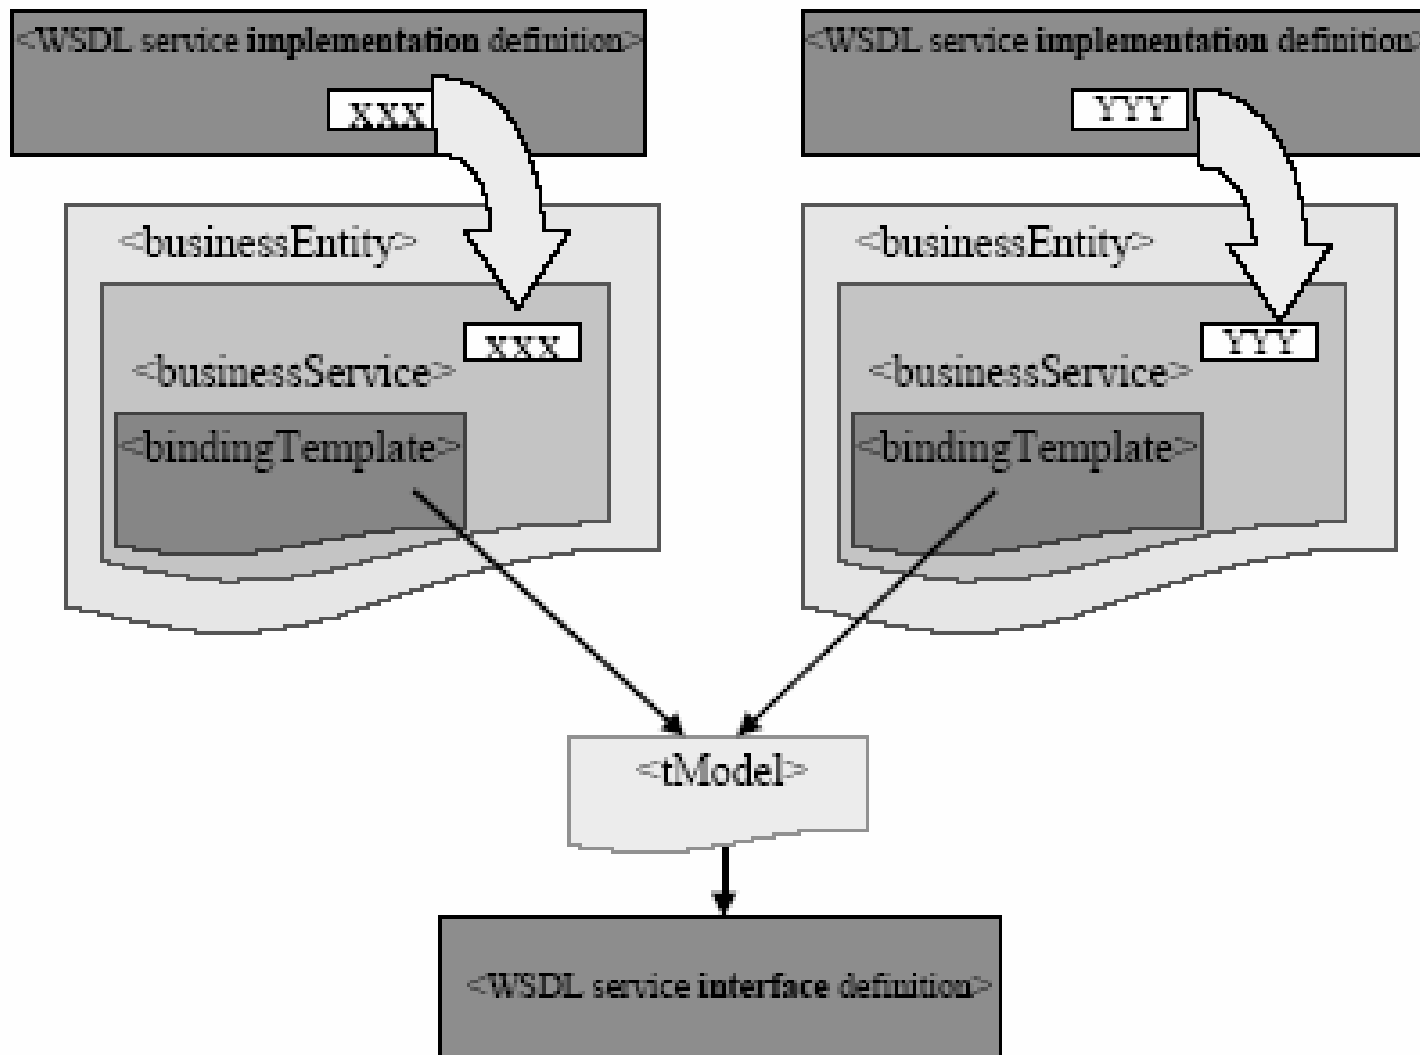 <WSDL service implementation definition>
XXX
<businessEntity>
XXX
<businessService>
<bindingTemplate>
<WSDL service implementation definition>
YYY
<businessEntity>
YYY
<businessService>
<bindingTemplate>
<tModel>
<WSDL service interface definition>